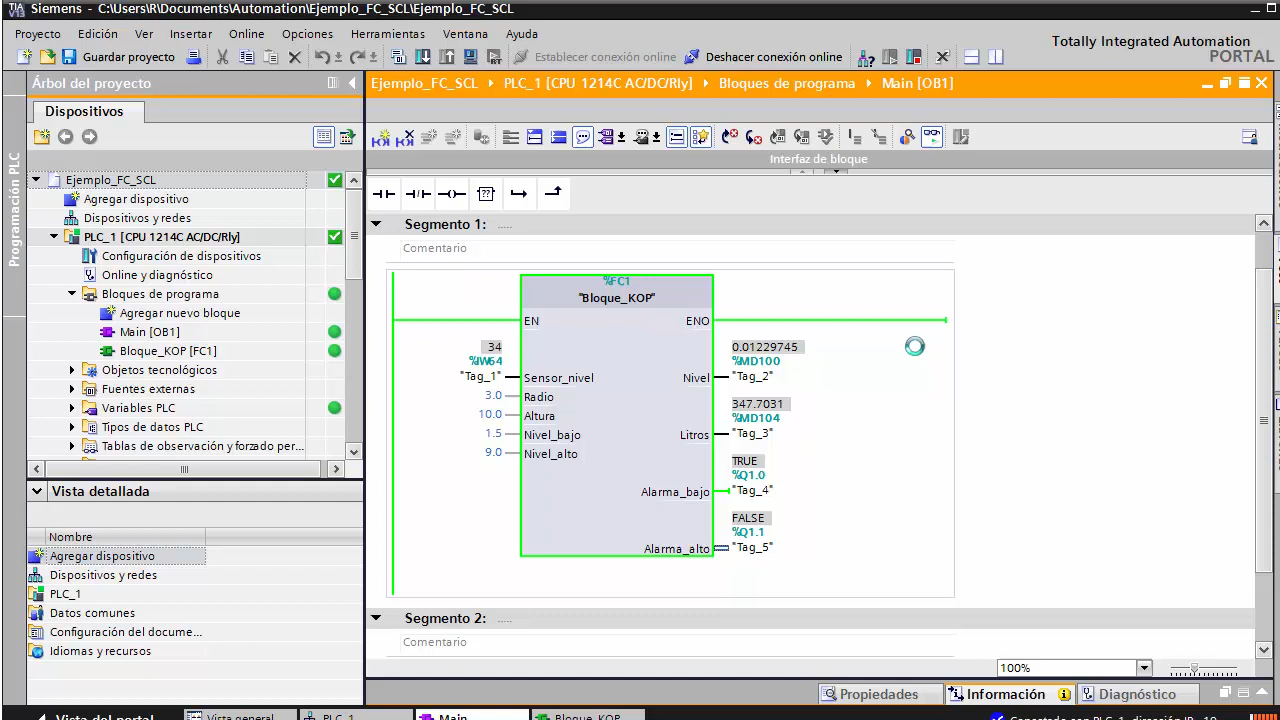 TIA V13 Siemens - C:\Users\R\Documents\Automation\Ejemplo_FC_SCL\Ejemplo_FC_SCL
Proyecto Edición Ver Insertar Online Opciones Herramientas Ventana Ayuda
Totally Integrated Automation
PORTAL
Guardar proyecto Establecer conexión online Deshacer conexión online
Árbol del proyecto
Ejemplo_FC_SCL PLC_1 [CPU 1214C AC/DC/Rly] Bloques de programa Main [OB1]
Dispositivos
Programación PLC
Interfaz de bloque
Ejemplo_FC_SCL
Agregar dispositivo
Dispositivos y redes
PLC_1 [CPU 1214C AC/DC/Rly]
Configuración de dispositivos
Online y diagnóstico
Bloques de programa
Agregar nuevo bloque
Main [OB1]
Bloque_KOP [FC1]
Objetos tecnológicos
Fuentes externas
Variables PLC
Tipos de datos PLC
Tablas de observación y forzado per...
Vista detallada
Nombre
Agregar dispositivo
Dispositivos y redes
PLC_1
Datos comunes
Configuración del docume...
Idiomas y recursos
??
Segmento 1: .....
Comentario
%FC1
"Bloque_KOP"
EN ENO
34
%IW64
"Tag_1" Sensor_nivel
3.0 Radio
10.0 Altura
1.5 Nivel_bajo
9.0 Nivel_alto
0.01229745
%MD100
Nivel "Tag_2"
347.7031
%MD104
Litros "Tag_3"
TRUE
%Q1.0
Alarma_bajo "Tag_4"
FALSE
%Q1.1
Alarma_alto "Tag_5"
Segmento 2: .....
Comentario
100%
Propiedades Información Diagnóstico
Vista del portal Vista general PLC_1 Main Bloque_KOP